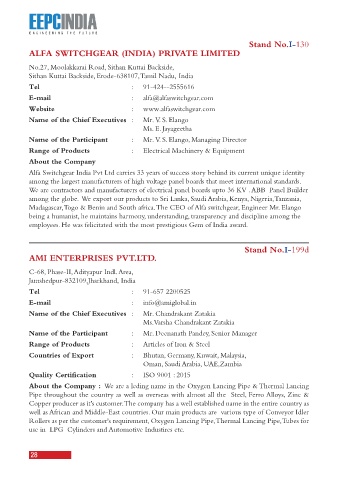 EEPCINDIA
ENGINEERING THE FUTURE
Stand No.I-130
ALFA SWITCHGEAR (INDIA) PRIVATE LIMITED
No.27, Moolakkarai Road, Sithan Kuttai Backside,
Sithan Kuttai Backside, Erode-638107, Tamil Nadu, India
Tel : 91-424--2555616
E-mail : alfa@alfaswitchgear.com
Website : www.alfaswitchgear.com
Name of the Chief Executives : Mr. V. S. Elango
Ms. E. Jayageetha
Name of the Participant : Mr. V. S. Elango, Managing Director
Range of Products : Electrical Machinery & Equipment
About the Company
Alfa Switchgear India Pvt Ltd carries 33 years of success story behind its current unique identity
among the largest manufacturers of high voltage panel boards that meet international standards.
We are contractors and manufacturers of electrical panel boards upto 36 KV . ABB Panel Builder
among the globe. We export our products to Sri Lanka, Saudi Arabia, Kenya, Nigeria, Tanzania,
Madagascar, Togo & Benin and South africa. The CEO of Alfa switchgear, Engineer Mr. Elango
being a humanist, he maintains harmony, understanding, transparency and discipline among the
employees. He was felicitated with the most prestigious Gem of India award.
Stand No.I-199d
AMI ENTERPRISES PVT.LTD.
C-68, Phase-II, Adityapur Indl. Area,
Jamshedpur-832109, Jharkhand, India
Tel : 91-657 2200525
E-mail : info@amiglobal.in
Name of the Chief Executives : Mr. Chandrakant Zatakia
Ms. Varsha Chandrakant Zatakia
Name of the Participant : Mr. Deenanath Pandey, Senior Manager
Range of Products : Articles of Iron & Steel
Countries of Export : Bhutan, Germany, Kuwait, Malaysia,
Oman, Saudi Arabia, UAE, Zambia
Quality Certification : ISO 9001 : 2015
About the Company : We are a leding name in the Oxygen Lancing Pipe & Thermal Lancing
Pipe throughout the country as well as overseas with almost all the Steel, Ferro Alloys, Zinc &
Copper producer as it's customer. The company has a well established name in the entire country as
well as African and Middle-East countries. Our main products are various type of Conveyor Idler
Rollers as per the customer's requirement, Oxygen Lancing Pipe, Thermal Lancing Pipe, Tubes for
use in LPG Cylinders and Automotive Industires etc.
28